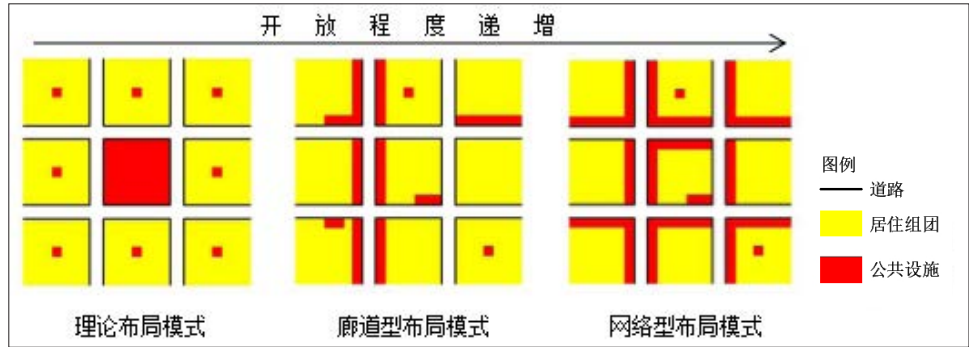 开放程度递增
图例
道路
居住组团
公共设施
理论布局模式
廊道型布局模式
网络型布局模式